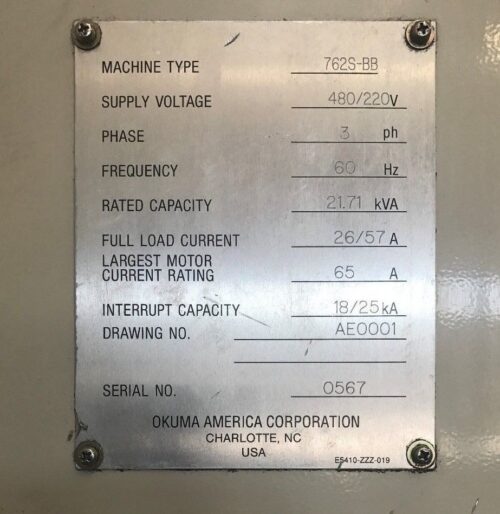 MACHINE TYPE 762S-BB
SUPPLY VOLTAGE 480/220V
PHASE 3 ph
FREQUENCY 60 Hz
RATED CAPACITY 21.71 kVA
FULL LOAD CURRENT 26/57 A
LARGEST MOTOR
CURRENT RATING 65 A
INTERRUPT CAPACITY 18/25kA
DRAWING NO. AE0001
SERIAL NO. 0567
OKUMA AMERICA CORPORATION
CHARLOTTE, NC
USA
E5410-ZZZ-019